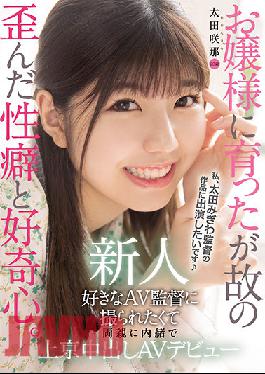 お嬢様に育ったが故の
歪んだ性癖と好奇心。
太田咲那
私、太田みぎわ監督の
作品に出演したいです♪
新人
好きなAV監督に
撮られたくて
両親に内緒で
上京中出しAVデビュー